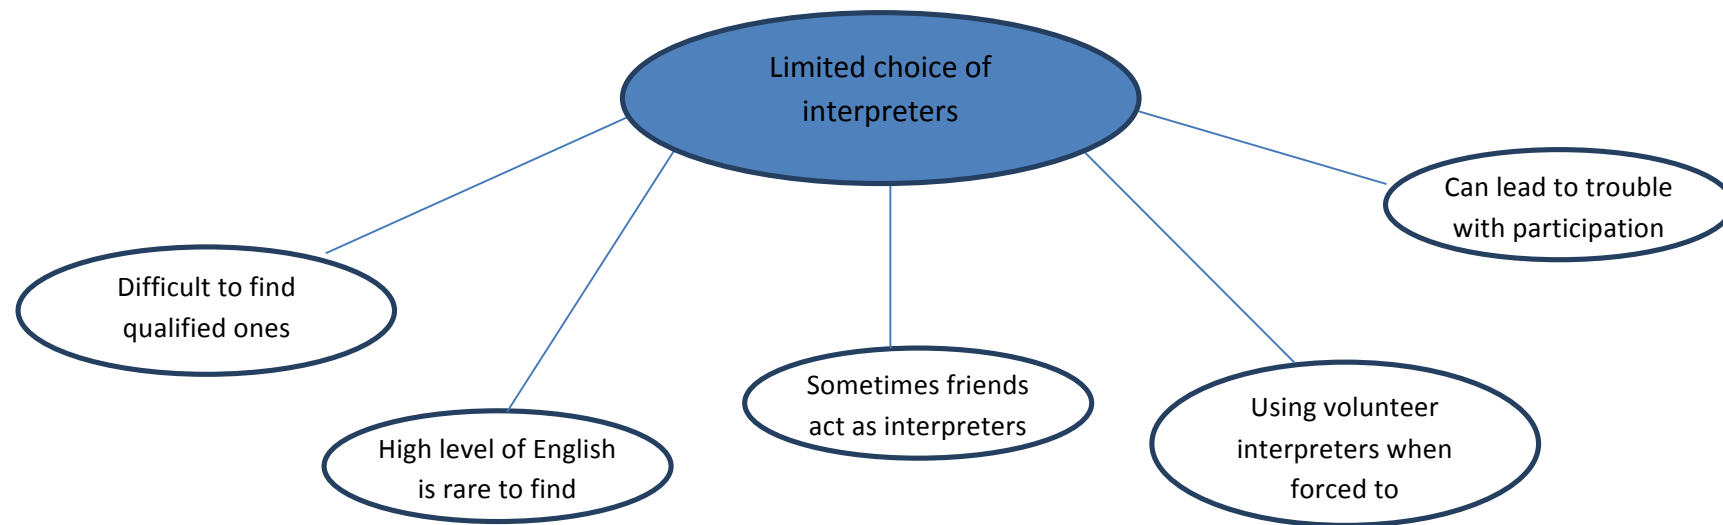 Limited choice of
interpreters
Can lead to trouble
with participation
Difficult to find
qualified ones
Sometimes friends
act as interpreters
Using volunteer
interpreters when
forced to
High level of English
is rare to find